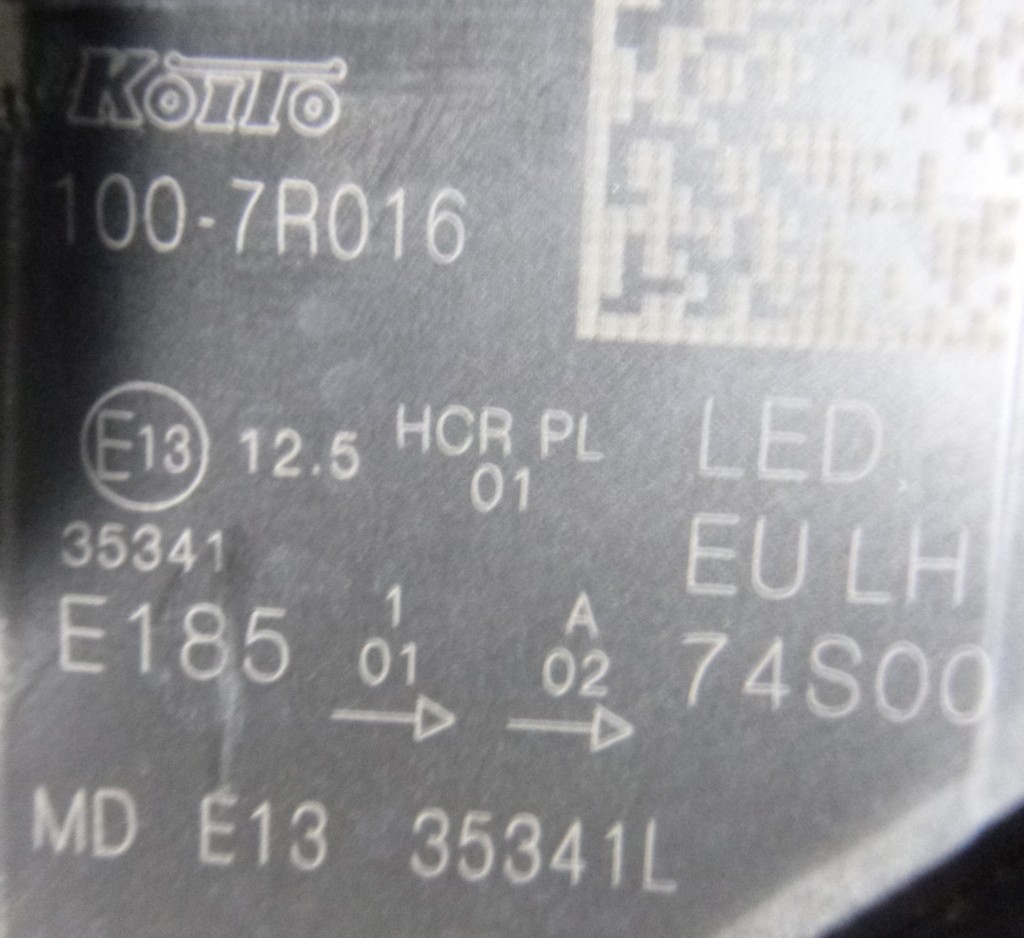 KOITO
100-7R016
E13 12.5 HCR PL LED
01
35341 EU LH
E185 1 A 74S00
01 02
MD E13 35341L